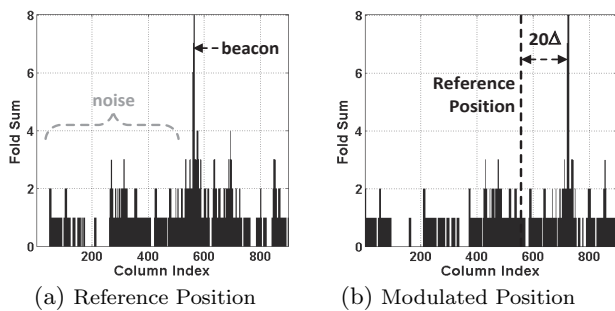 8
6
4
2
0
Fold Sum
200 400 600 800
Column Index
noise
beacon
(a) Reference Position
8
6
4
2
0
Fold Sum
200 400 600 800
Column Index
20Δ
Reference
Position
(b) Modulated Position